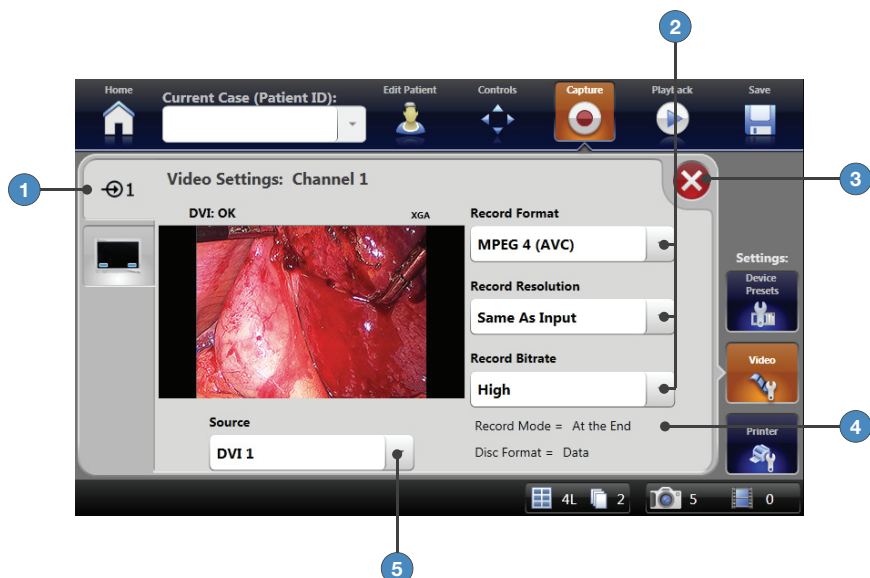 2
Home
Current Case (Patient ID):
Edit Patient
Controls
Capture
Playback
Save
1
1
Video Settings: Channel 1
3
DVI: OK
XGA
Record Format
MPEG 4 (AVC)
Record Resolution
Same As Input
Record Bitrate
High
Settings:
Device
Presets
Video
Printer
Source
DVI 1
Record Mode = At the End
Disc Format = Data
4
4L
2
5
0
5